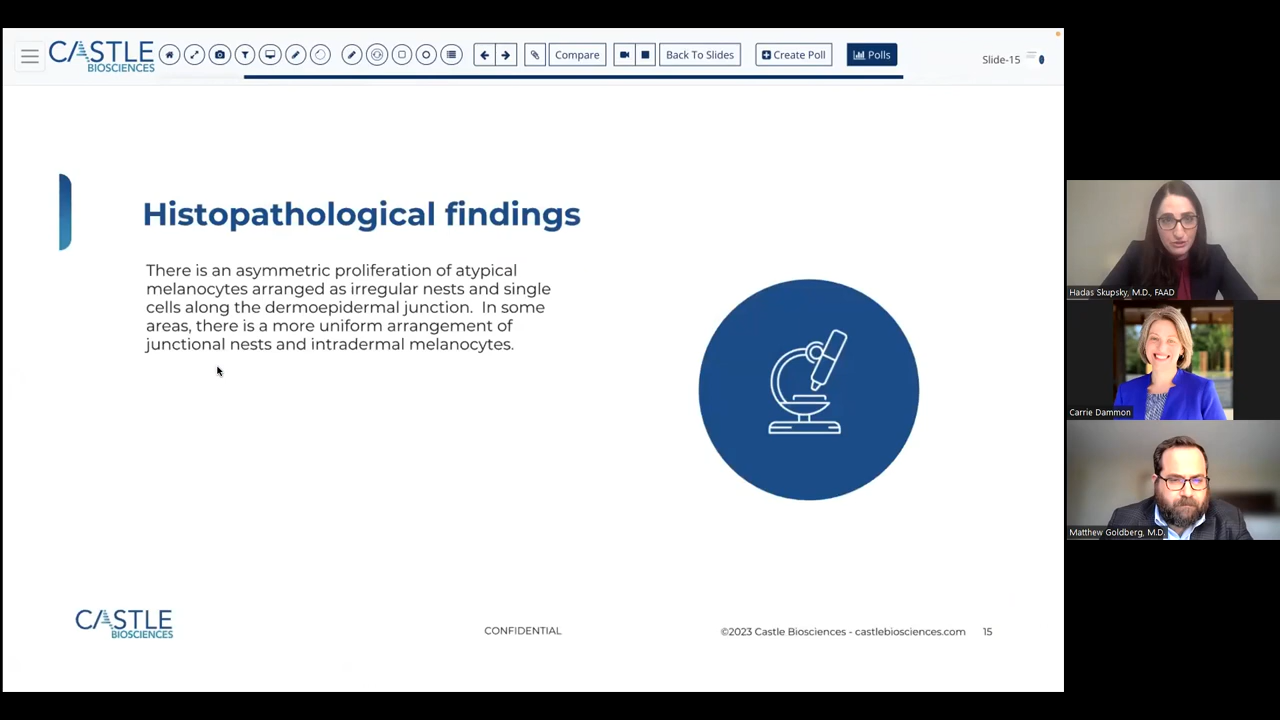 CASTLE
BIOSCIENCES
Compare
Back To Slides
Create Poll
Polls
Slide-15
Histopathological findings
There is an asymmetric proliferation of atypical
melanocytes arranged as irregular nests and single
cells along the dermoepidermal junction.  In some
areas, there is a more uniform arrangement of
junctional nests and intradermal melanocytes.
Hadas Skupsky, M.D., FAAD
Carrie Dammon
Matthew Goldberg, M.D.
CASTLE
BIOSCIENCES
CONFIDENTIAL
©2023 Castle Biosciences - castlebiosciences.com
15